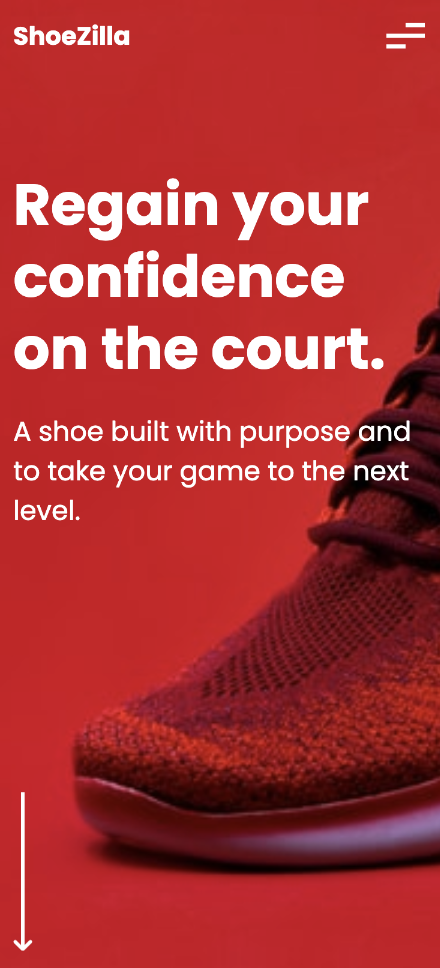 ShoeZilla
Regain your
confidence
on the court.
A shoe built with purpose and
to take your game to the next
level.